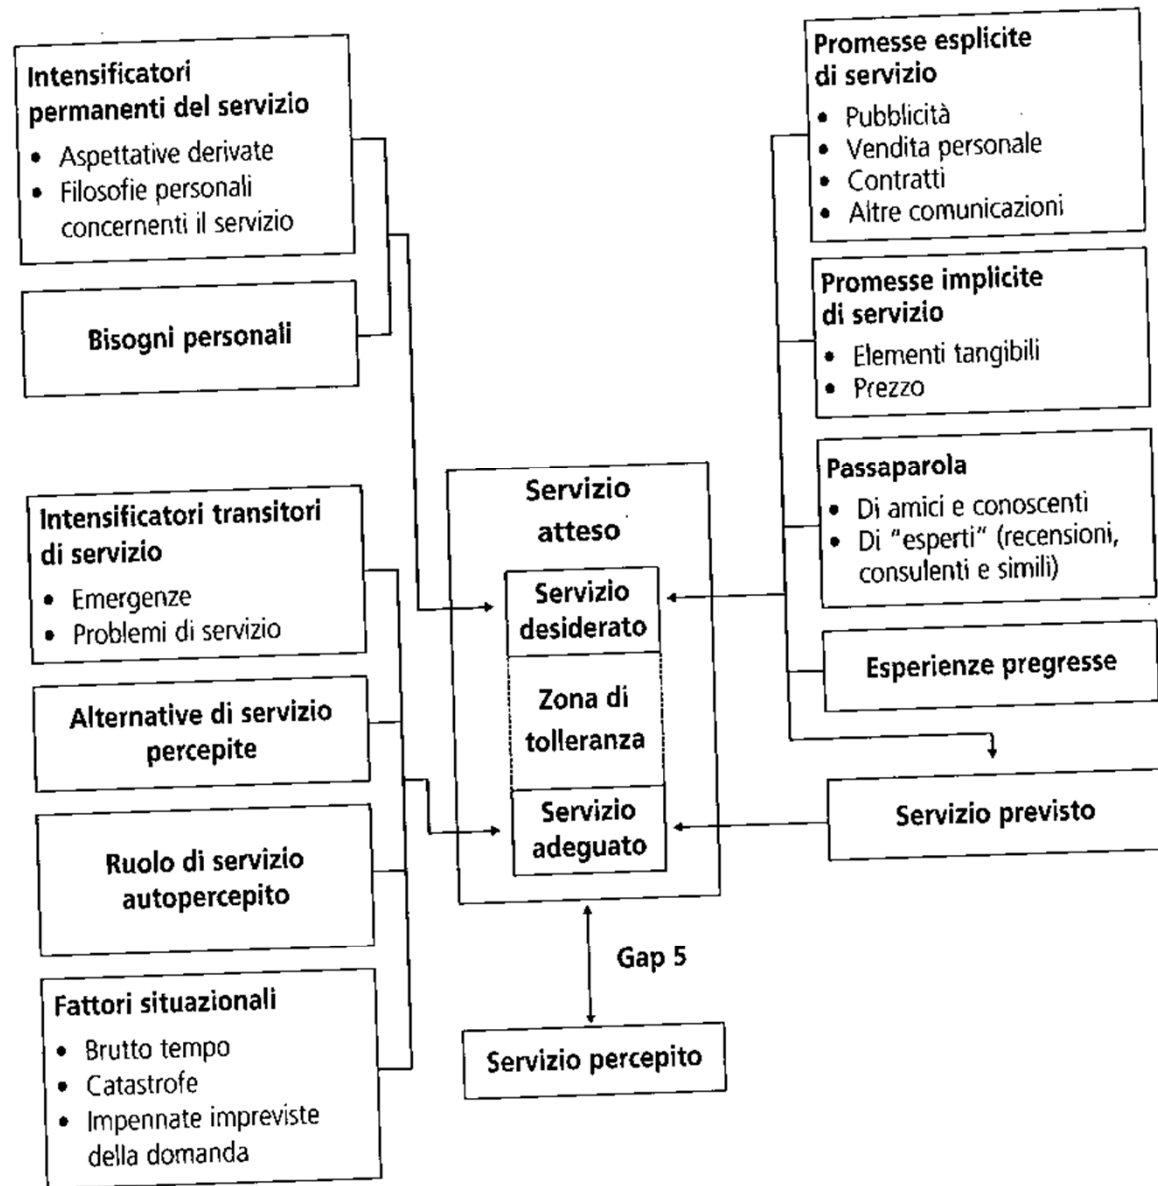 Intensificatori
permanenti del servizio
• Aspettative derivate
• Filosofie personali
concernenti il servizio
Bisogni personali
Intensificatori transitori
di servizio
• Emergenze
• Problemi di servizio
Alternative di servizio
percepite
Ruolo di servizio
autopercepito
Fattori situazionali
• Brutto tempo
• Catastrofe
• Impennate impreviste
della domanda
Servizio
atteso
Servizio
desiderato
Zona di
tolleranza
Servizio
adeguato
Gap 5
Servizio percepito
Promesse esplicite
di servizio
• Pubblicità
• Vendita personale
• Contratti
• Altre comunicazioni
Promesse implicite
di servizio
• Elementi tangibili
• Prezzo
Passaparola
• Di amici e conoscenti
• Di "esperti" (recensioni,
consulenti e simili)
Esperienze pregresse
Servizio previsto